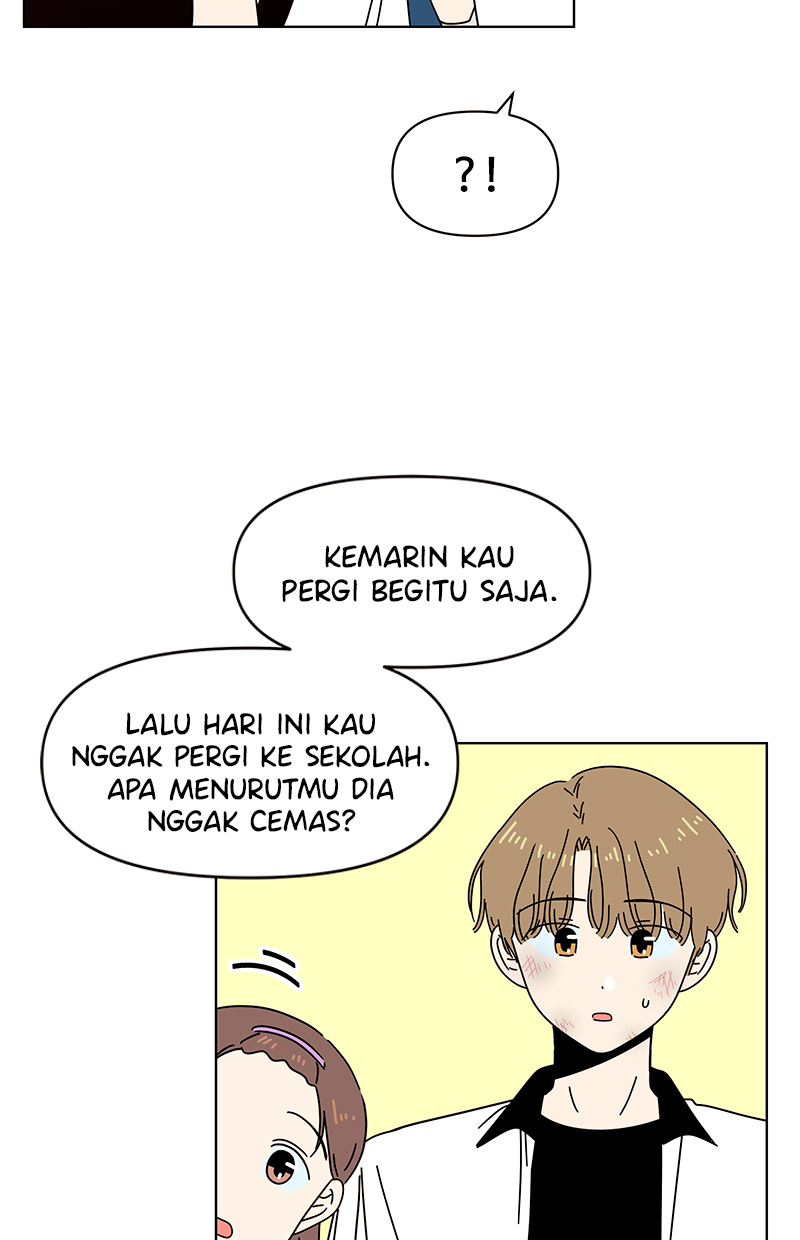 ?!
KEMARIN KAU
PERGI BEGITU SAJA.
LALU HARI INI KAU
NGGAK PERGI KE SEKOLAH.
APA MENURUTMU DIA
NGGAK CEMAS?